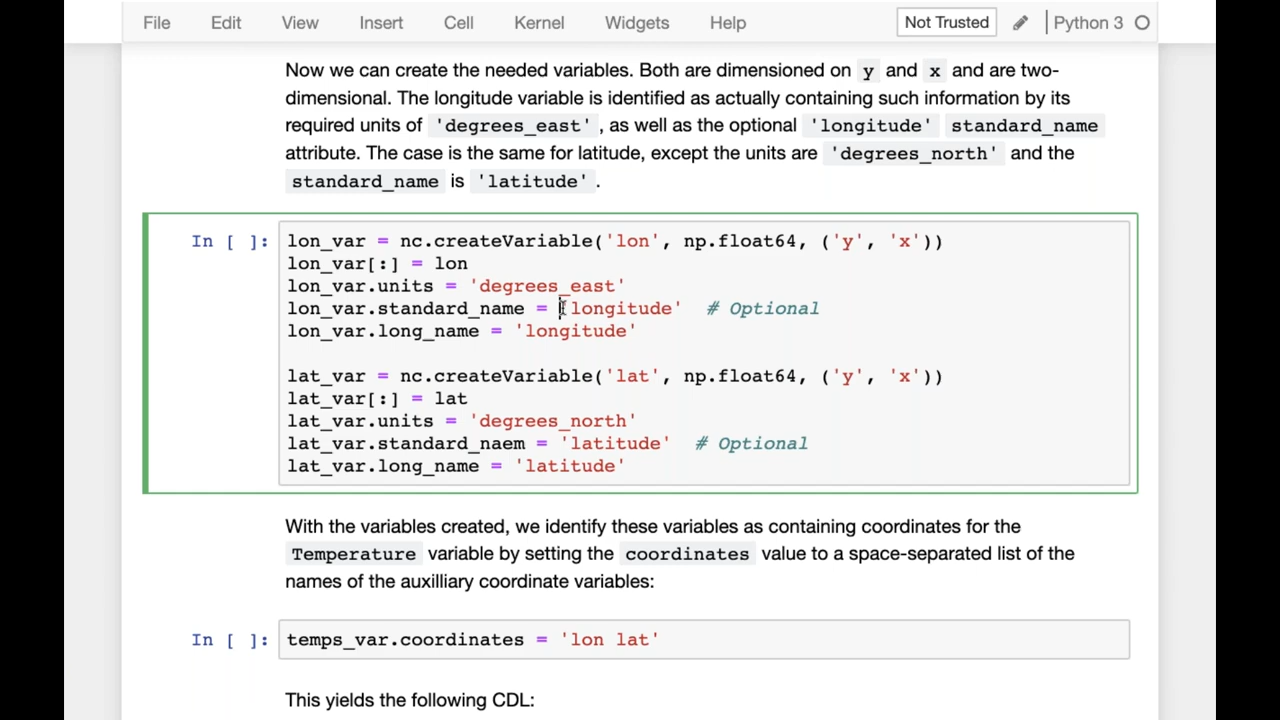 File Edit View Insert Cell Kernel Widgets Help Not Trusted Python 3
Now we can create the needed variables. Both are dimensioned on y and x and are two-
dimensional. The longitude variable is identified as actually containing such information by its
required units of 'degrees_east' , as well as the optional 'longitude' standard_name
attribute. The case is the same for latitude, except the units are 'degrees_north' and the
standard_name is 'latitude' .
In [ ]: lon_var = nc.createVariable('lon', np.float64, ('y', 'x'))
lon_var[:] = lon
lon_var.units = 'degrees_east'
lon_var.standard_name = 'longitude' # Optional
lon_var.long_name = 'longitude'
lat_var = nc.createVariable('lat', np.float64, ('y', 'x'))
lat_var[:] = lat
lat_var.units = 'degrees_north'
lat_var.standard_naem = 'latitude' # Optional
lat_var.long_name = 'latitude'
With the variables created, we identify these variables as containing coordinates for the
Temperature variable by setting the coordinates value to a space-separated list of the
names of the auxilliary coordinate variables:
In [ ]: temps_var.coordinates = 'lon lat'
This yields the following CDL: